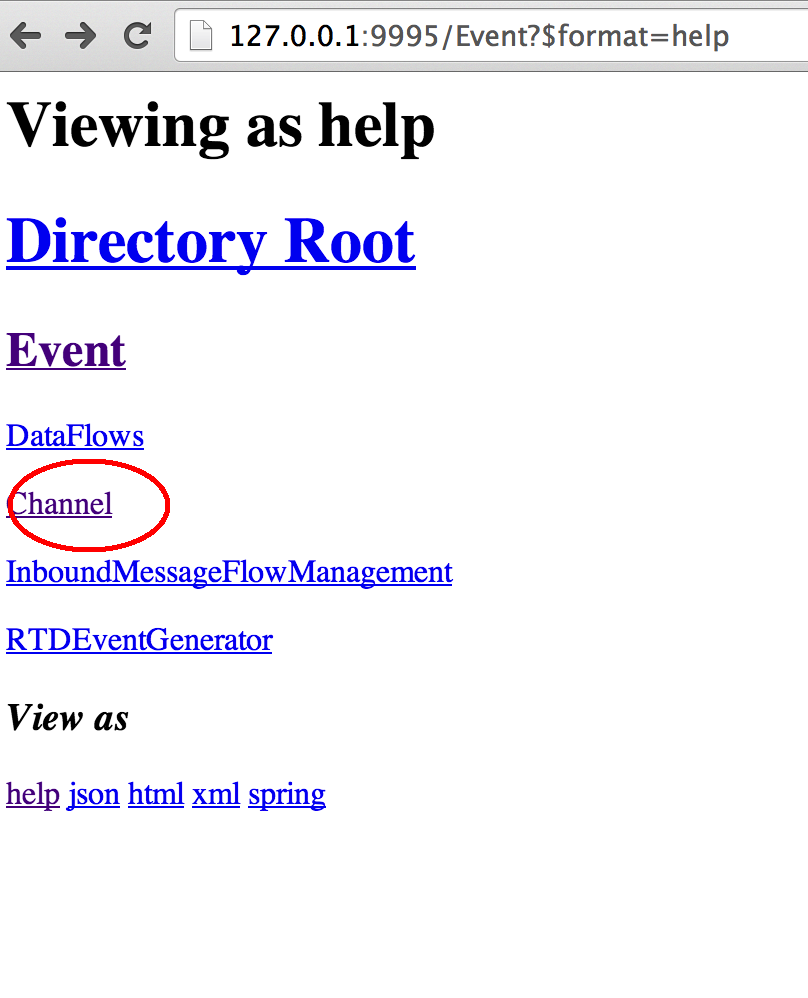 127.0.0.1:9995/Event?$format=help
Viewing as help
Directory Root
Event
DataFlows
Channel
InboundMessageFlowManagement
RTDEventGenerator
View as
help json html xml spring